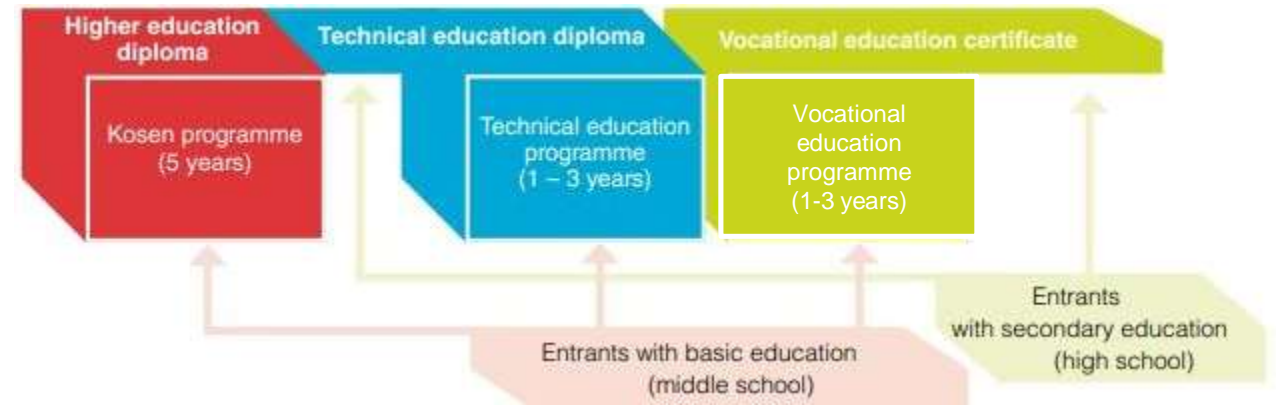 Higher education
diploma
Technical education diploma
Vocational education certificate
Kosen programme
(5 years)
Technical education
programme
(1 – 3 years)
Vocational
education
programme
(1-3 years)
Entrants
with secondary education
(high school)
Entrants with basic education
(middle school)